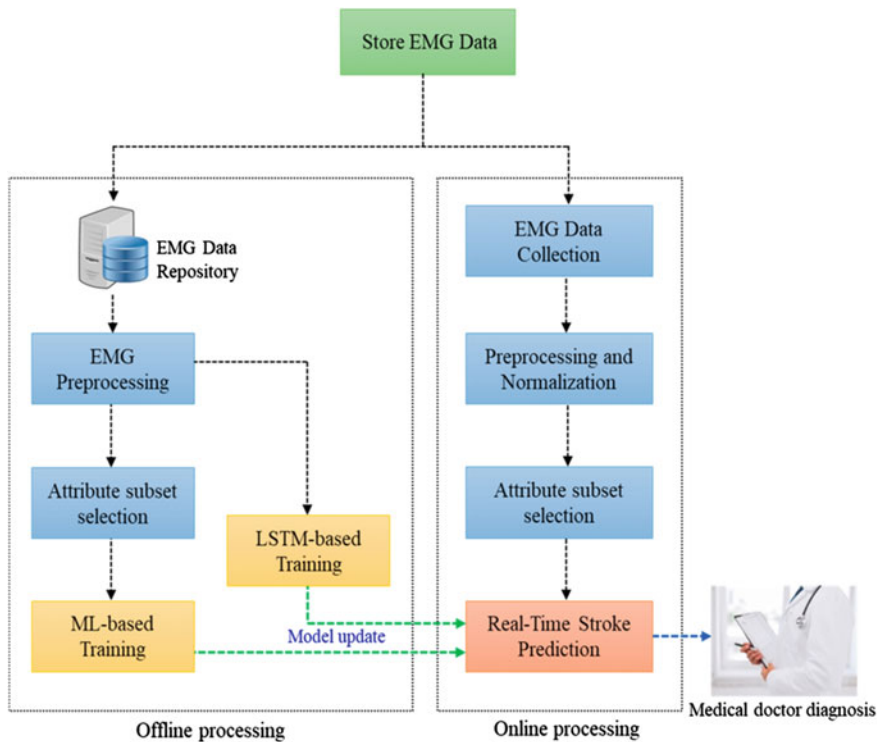 Store EMG Data
EMG Data
Repository
EMG
Preprocessing
Attribute subset
selection
LSTM-based
Training
ML-based
Training
Model update
Offline processing
EMG Data
Collection
Preprocessing and
Normalization
Attribute subset
selection
Real-Time Stroke
Prediction
Online processing
Medical doctor diagnosis